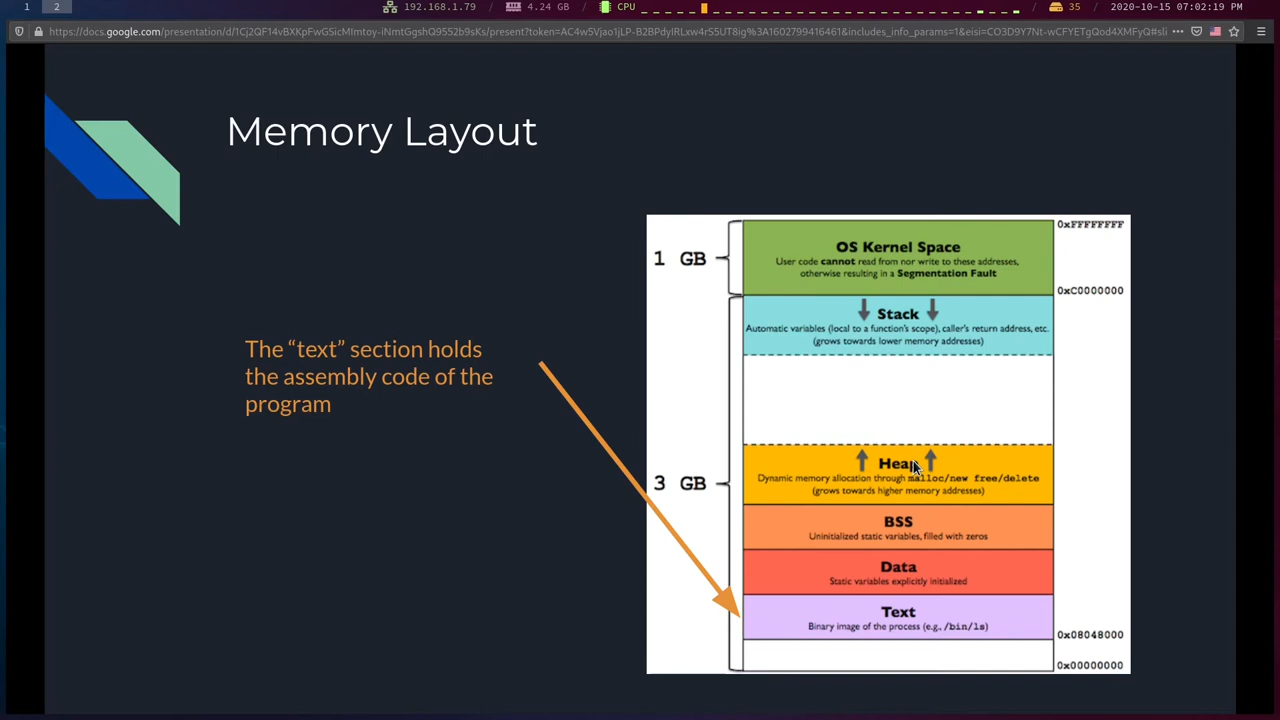 1 2 192.168.1.79 4.24 GB CPU 35 2020-10-15 07:02:19 PM
Memory Layout
The “text” section holds
the assembly code of the
program
1 GB
3 GB
OS Kernel Space
User code cannot read from nor write to these addresses,
otherwise resulting in a Segmentation Fault
Stack
Automatic variables (local to a function's scope), caller's return address, etc.
(grows towards lower memory addresses)
Heap
Dynamic memory allocation through malloc/new free/delete
(grows towards higher memory addresses)
BSS
Uninitialized static variables, filled with zeros
Data
Static variables explicitly initialized
Text
Binary image of the process (e.g., /bin/ls)
0xFFFFFFFF
0xC0000000
0x08048000
0x00000000